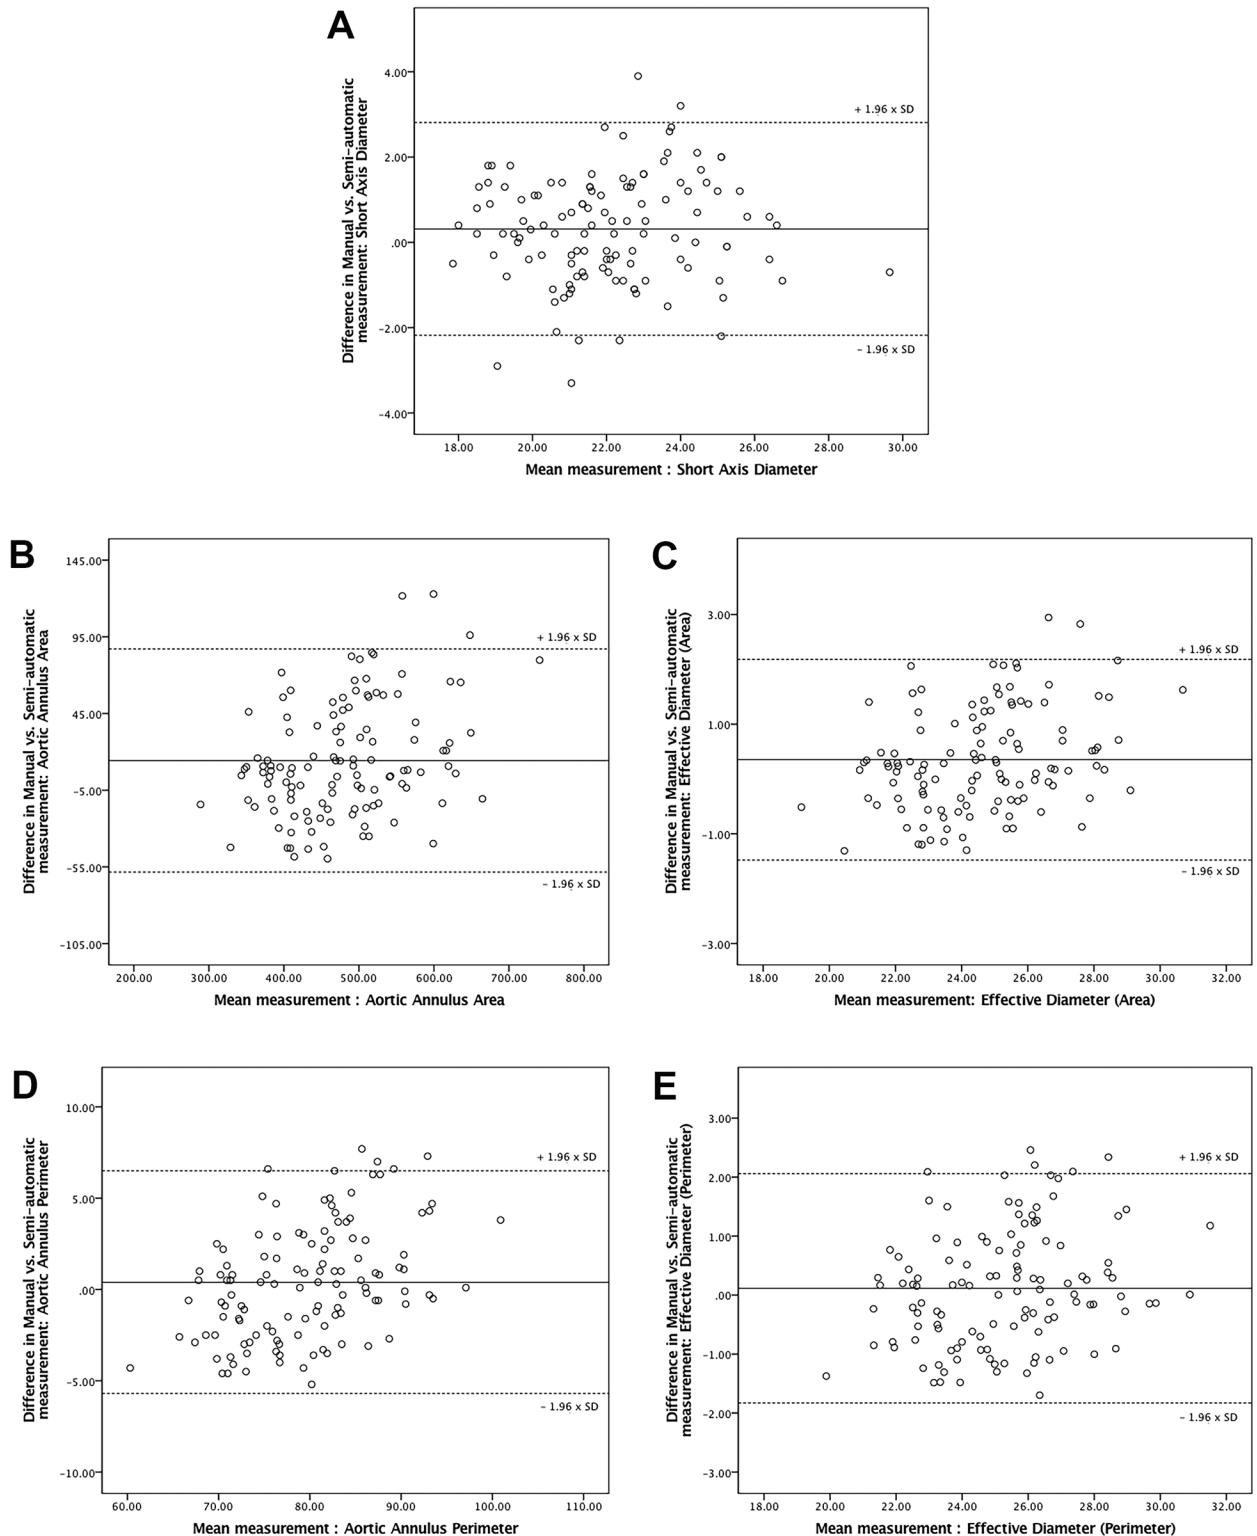 A
Difference in Manual vs. Semi-automatic
measurement: Short Axis Diameter
4.00
2.00
.00
-2.00
-4.00
+ 1.96 x SD
- 1.96 x SD
18.00 20.00 22.00 24.00 26.00 28.00 30.00
Mean measurement : Short Axis Diameter
B
Difference in Manual vs. Semi-automatic
measurement: Aortic Annulus Area
145.00
95.00
45.00
-5.00
-55.00
-105.00
+ 1.96 x SD
- 1.96 x SD
200.00 300.00 400.00 500.00 600.00 700.00 800.00
Mean measurement : Aortic Annulus Area
C
Difference in Manual vs. Semi-automatic
measurement: Effective Diameter (Area)
3.00
1.00
-1.00
-3.00
+ 1.96 x SD
- 1.96 x SD
18.00 20.00 22.00 24.00 26.00 28.00 30.00 32.00
Mean measurement: Effective Diameter (Area)
D
Difference in Manual vs. Semi-automatic
measurement: Aortic Annulus Perimeter
10.00
5.00
.00
-5.00
-10.00
+ 1.96 x SD
- 1.96 x SD
60.00 70.00 80.00 90.00 100.00 110.00
Mean measurement : Aortic Annulus Perimeter
E
Difference in Manual vs. Semi-automatic
measurement: Effective Diameter (Perimeter)
3.00
2.00
1.00
.00
-1.00
-2.00
-3.00
+ 1.96 x SD
- 1.96 x SD
18.00 20.00 22.00 24.00 26.00 28.00 30.00 32.00
Mean measurement : Effective Diameter (Perimeter)